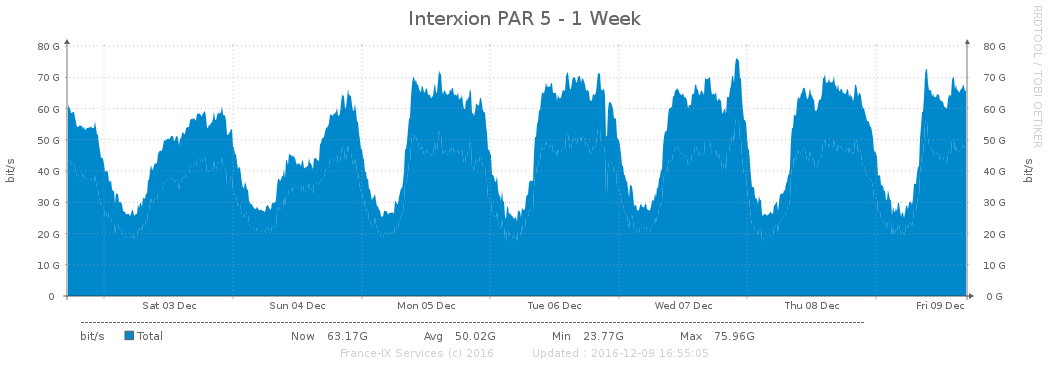 Interxion PAR 5 - 1 Week
RRDTOOL / TOBI OETIKER
80 G 80 G
70 G 70 G
60 G 60 G
50 G 50 G
40 G 40 G
30 G 30 G
20 G 20 G
10 G 10 G
0 0 G
bit/s
bit/s
Sat 03 Dec Sun 04 Dec Mon 05 Dec Tue 06 Dec Wed 07 Dec Thu 08 Dec Fri 09 Dec
bit/s Total Now 63.17G Avg 50.02G Min 23.77G Max 75.96G
France-IX Services (c) 2016 Updated : 2016-12-09 16:55:05